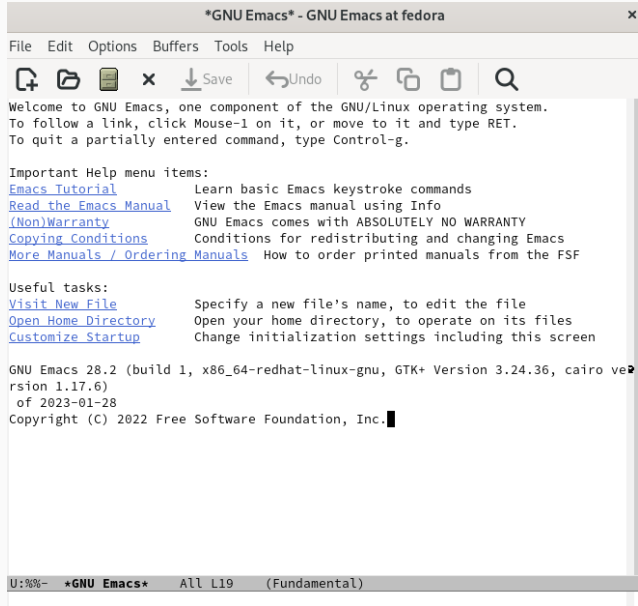 *GNU Emacs* - GNU Emacs at fedora ×
File Edit Options Buffers Tools Help
Save Undo
Welcome to GNU Emacs, one component of the GNU/Linux operating system.
To follow a link, click Mouse-1 on it, or move to it and type RET.
To quit a partially entered command, type Control-g.
Important Help menu items:
Emacs Tutorial Learn basic Emacs keystroke commands
Read the Emacs Manual View the Emacs manual using Info
(Non)Warranty GNU Emacs comes with ABSOLUTELY NO WARRANTY
Copying Conditions Conditions for redistributing and changing Emacs
More Manuals / Ordering Manuals How to order printed manuals from the FSF
Useful tasks:
Visit New File Specify a new file’s name, to edit the file
Open Home Directory Open your home directory, to operate on its files
Customize Startup Change initialization settings including this screen
GNU Emacs 28.2 (build 1, x86_64-redhat-linux-gnu, GTK+ Version 3.24.36, cairo ve
rsion 1.17.6)
of 2023-01-28
Copyright (C) 2022 Free Software Foundation, Inc.
U:%%- *GNU Emacs* All L19 (Fundamental)